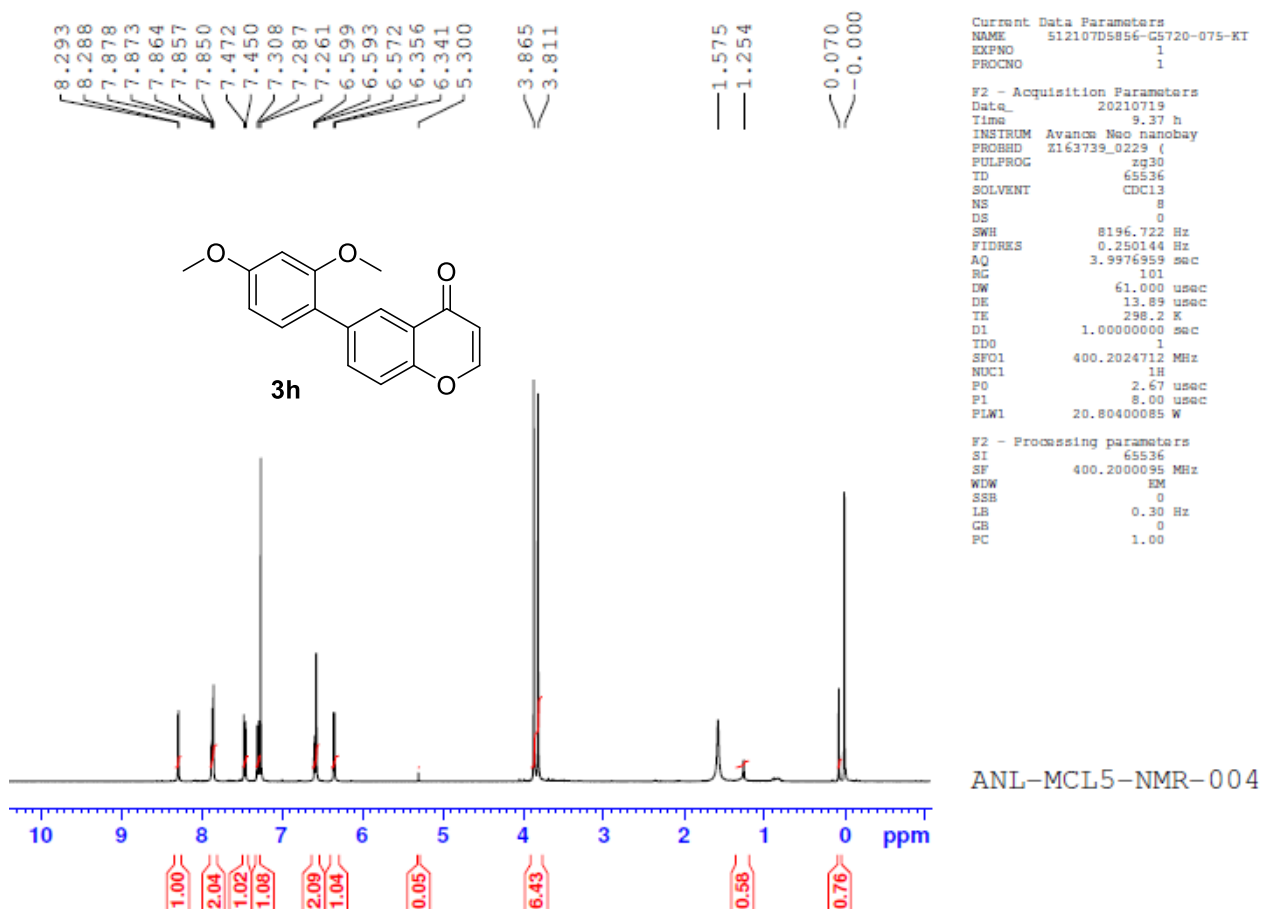 8.293
8.288
7.878
7.873
7.864
7.857
7.850
7.472
7.450
7.308
7.287
7.261
6.599
6.593
6.572
6.356
6.341
5.300
3.865
3.811
1.575
1.254
0.070
-0.000
O
O
O
O
3h
10 9 8 7 6 5 4 3 2 1 0 ppm
1.00
2.04
1.02
1.08
2.09
1.04
0.05
6.43
0.58
0.76
Current Data Parameters
NAME 512107D5856-G5720-075-KT
EXPNO 1
PROCNO 1
F2 - Acquisition Parameters
Date_ 20210719
Time 9.37 h
INSTRUM Avance Neo nanobay
PROBHD Z163739_0229 (
PULPROG zg30
TD 65536
SOLVENT CDCl3
NS 8
DS 0
SWH 8196.722 Hz
FIDRES 0.250144 Hz
AQ 3.9976959 sec
RG 101
DW 61.000 usec
DE 13.89 usec
TE 298.2 K
D1 1.00000000 sec
TD0 1
SFO1 400.2024712 MHz
NUC1 1H
P0 2.67 usec
P1 8.00 usec
PLW1 20.80400085 W
F2 - Processing parameters
SI 65536
SF 400.2000095 MHz
WDW EM
SSB 0
LB 0.30 Hz
GB 0
PC 1.00
ANL-MCL5-NMR-004